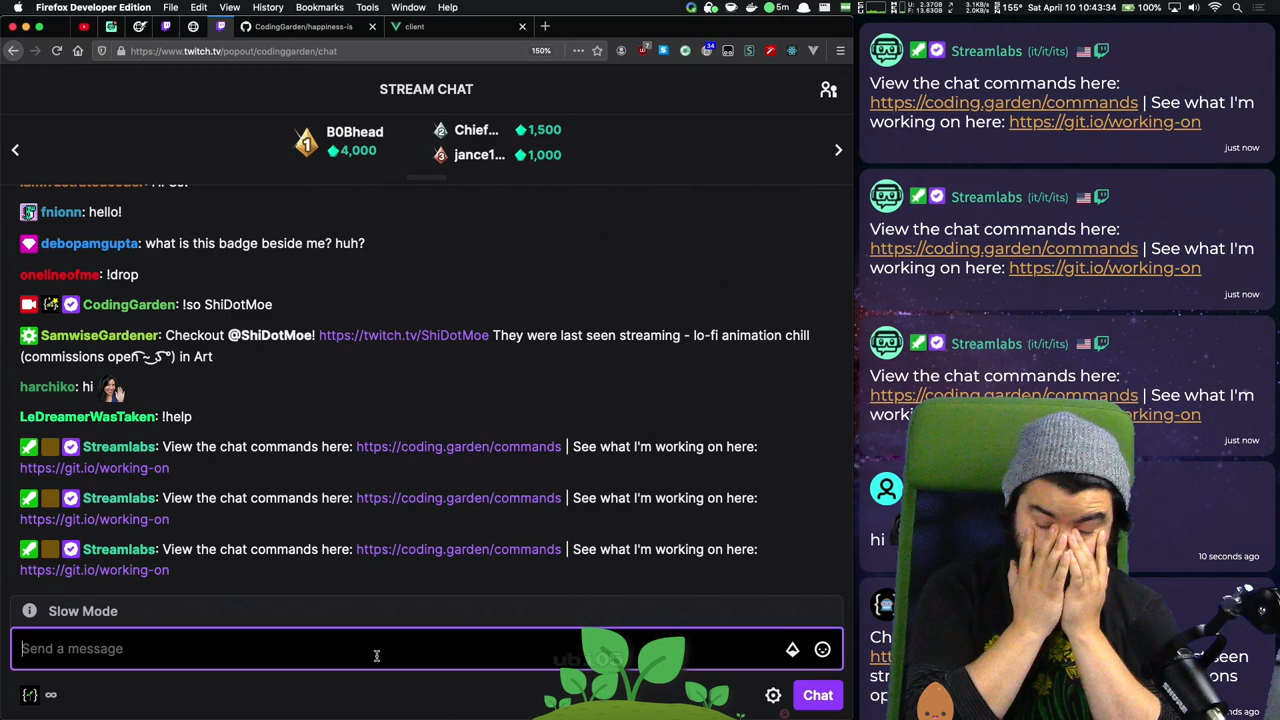 Firefox Developer Edition File Edit View History Bookmarks Tools Window Help
5m 155° 100% Sun April 10 10:43:34
CodingGarden/happiness-is
client
https://www.twitch.tv/popout/codinggarden/chat
150%
STREAM CHAT
1 B0Bhead 4,000
2 Chief... 1,500
3 jance1... 1,000
fnionn: hello!
debopamgupta: what is this badge beside me? huh?
onelineofme: !drop
CodingGarden: !so ShiDotMoe
SamwiseGardener: Checkout @ShiDotMoe! https://twitch.tv/ShiDotMoe They were last seen streaming - lo-fi animation chill
(commissions open ͡~ ͜ʖ ͡°) in Art
harchiko: hi
LeDreamerWasTaken: !help
Streamlabs: View the chat commands here: https://coding.garden/commands | See what I'm working on here:
https://git.io/working-on
Streamlabs: View the chat commands here: https://coding.garden/commands | See what I'm working on here:
https://git.io/working-on
Streamlabs: View the chat commands here: https://coding.garden/commands | See what I'm working on here:
https://git.io/working-on
Slow Mode
Send a message
Chat
Streamlabs (it/it/its)
View the chat commands here:
https://coding.garden/commands | See what I'm
working on here: https://git.io/working-on
just now
Streamlabs (it/it/its)
View the chat commands here:
https://coding.garden/commands | See what I'm
working on here: https://git.io/working-on
just now
Streamlabs (it/it/its)
View the chat commands here:
https://coding.garden/commands | See what I'm
just now
hi
10 seconds ago